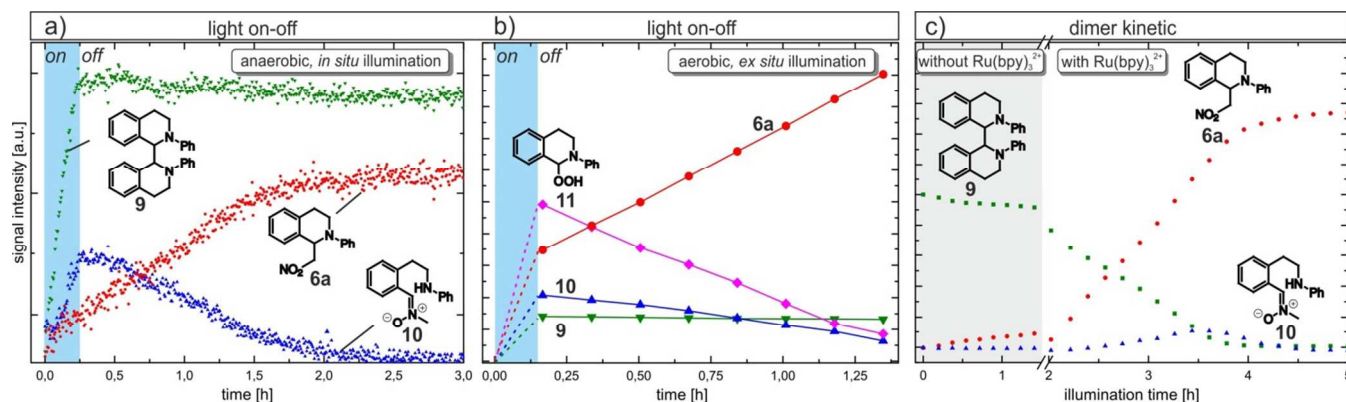 a)
light on-off
on off
anaerobic, in situ illumination
N
Ph
N
Ph
9
N
Ph
NO2
6a
HN
Ph
⊖O
N⊕
10
signal intensity [a.u.]
0,0 0,5 1,0 1,5 2,0 2,5 3,0
time [h]
b)
light on-off
on off
aerobic, ex situ illumination
N
Ph
OOH
11
6a
10
9
0,00 0,25 0,50 0,75 1,00 1,25
time [h]
c)
dimer kinetic
without Ru(bpy)3 2+
with Ru(bpy)3 2+
N
Ph
N
Ph
9
N
Ph
NO2
6a
HN
Ph
⊖O
N⊕
10
0 1 2 3 4 5
illumination time [h]